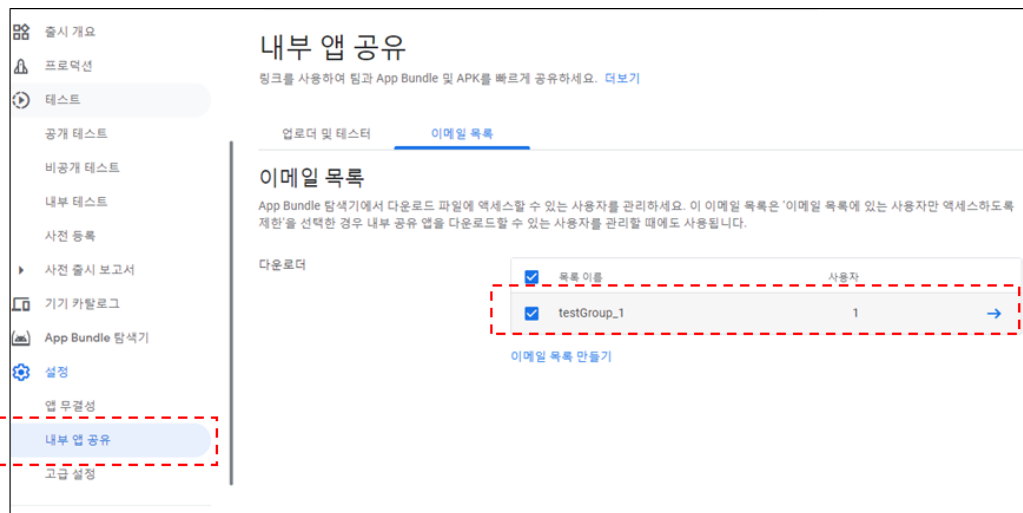 출시 개요
프로덕션
테스트
공개 테스트
비공개 테스트
내부 테스트
사전 등록
사전 출시 보고서
기기 카탈로그
App Bundle 탐색기
설정
앱 무결성
내부 앱 공유
고급 설정
내부 앱 공유
링크를 사용하여 팀과 App Bundle 및 APK를 빠르게 공유하세요. 더보기
업로더 및 테스터 이메일 목록
이메일 목록
App Bundle 탐색기에서 다운로드 파일에 액세스할 수 있는 사용자를 관리하세요. 이 이메일 목록은 '이메일 목록에 있는 사용자만 액세스하도록
제한'을 선택한 경우 내부 공유 앱을 다운로드할 수 있는 사용자를 관리할 때에도 사용됩니다.
다운로더
목록 이름 사용자
testGroup_1 1
이메일 목록 만들기